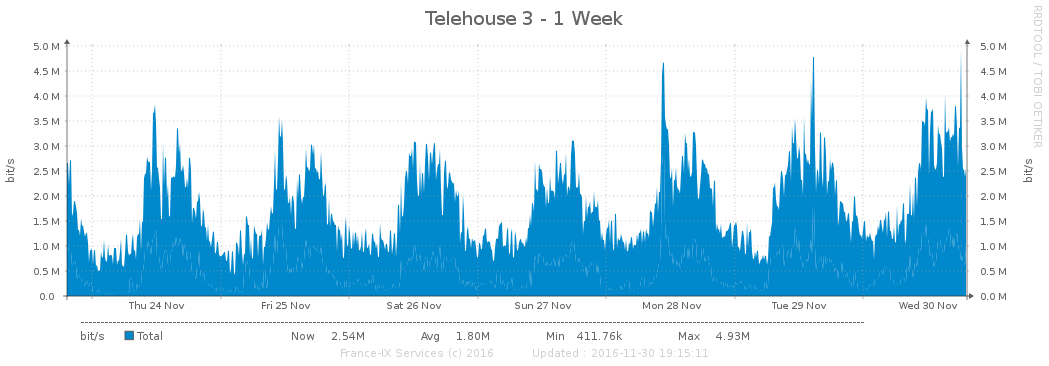 Telehouse 3 - 1 Week
RRDTOOL / TOBI OETIKER
bit/s
5.0 M 5.0 M
4.5 M 4.5 M
4.0 M 4.0 M
3.5 M 3.5 M
3.0 M 3.0 M
2.5 M 2.5 M
2.0 M 2.0 M
1.5 M 1.5 M
1.0 M 1.0 M
0.5 M 0.5 M
0.0 0.0 M
bit/s
Thu 24 Nov Fri 25 Nov Sat 26 Nov Sun 27 Nov Mon 28 Nov Tue 29 Nov Wed 30 Nov
bit/s Total Now 2.54M Avg 1.80M Min 411.76k Max 4.93M
France-IX Services (c) 2016 Updated : 2016-11-30 19:15:11